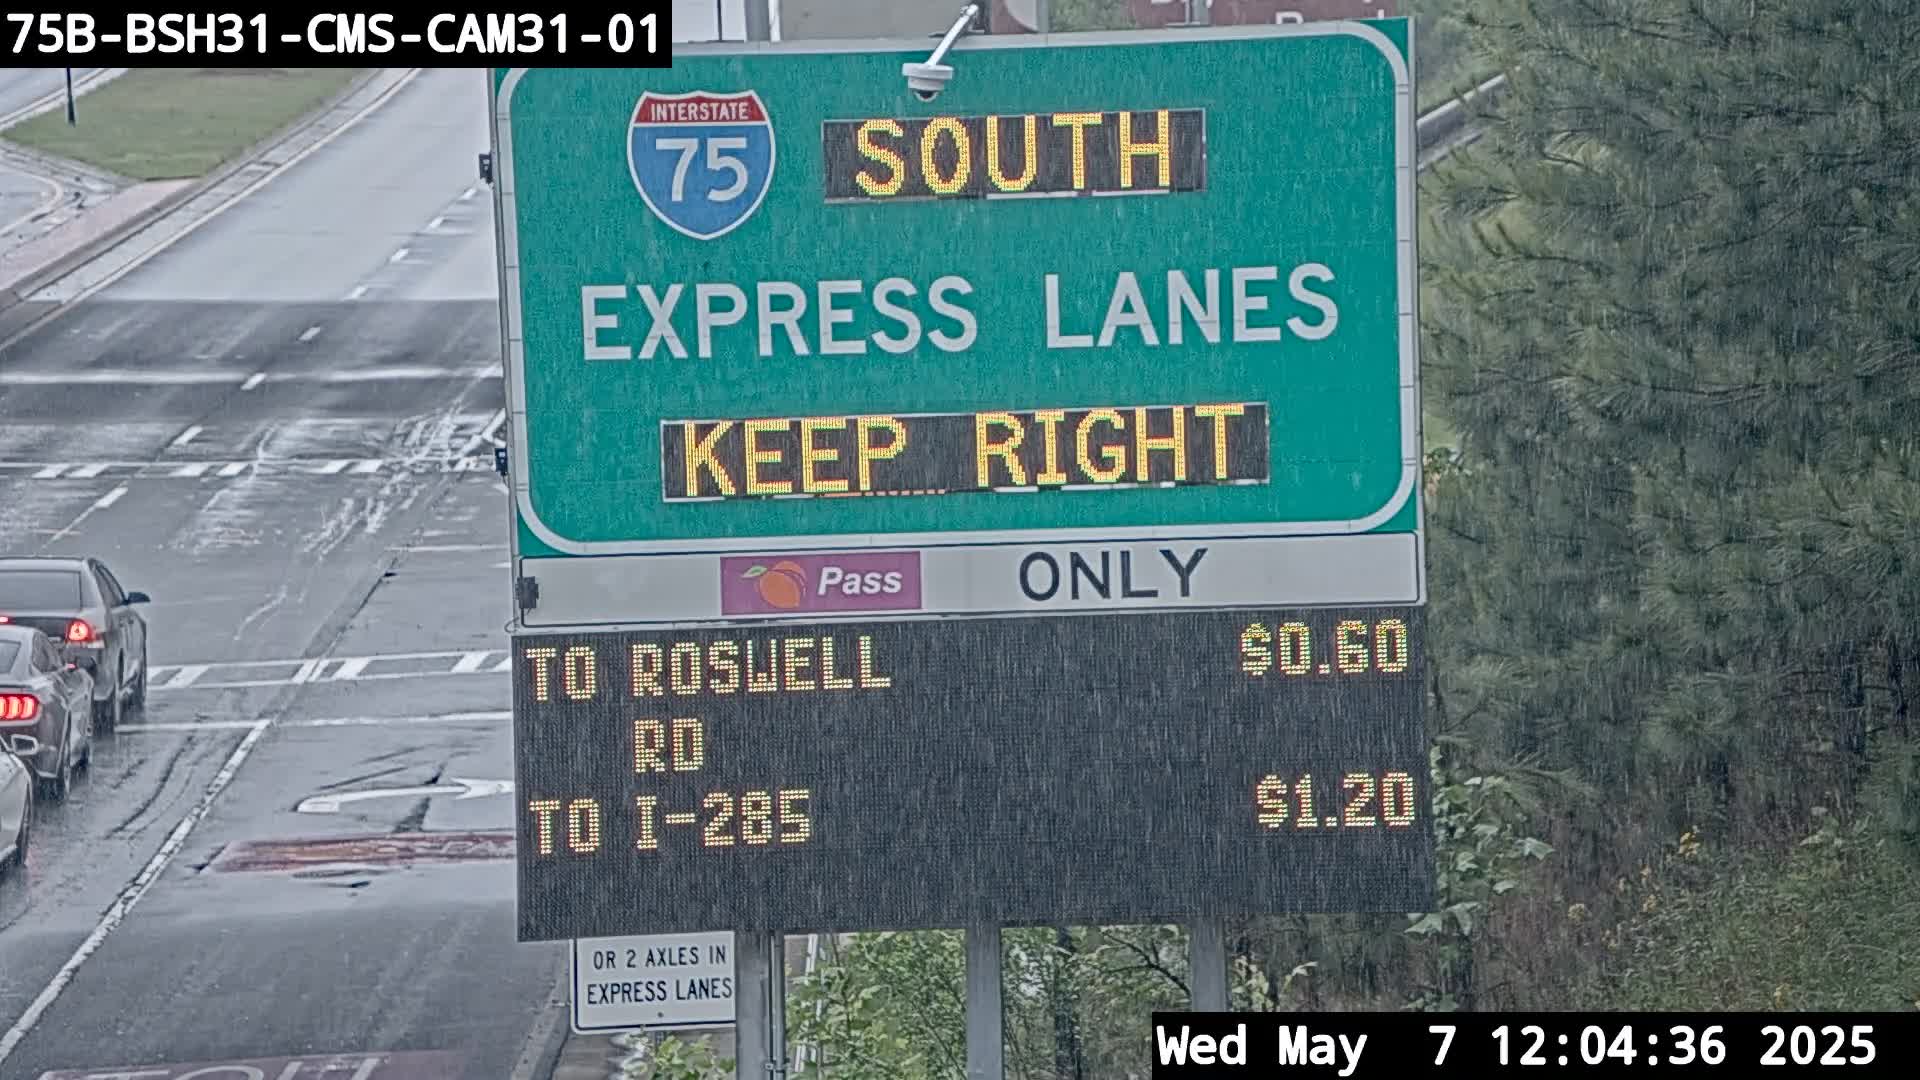 75B-BSH31-CMS-CAM31-01
INTERSTATE
75
SOUTH
EXPRESS LANES
KEEP RIGHT
Pass ONLY
TO ROSWELL $0.60
RD
TO I-285 $1.20
OR 2 AXLES IN
EXPRESS LANES
Wed May 7 12:04:36 2025